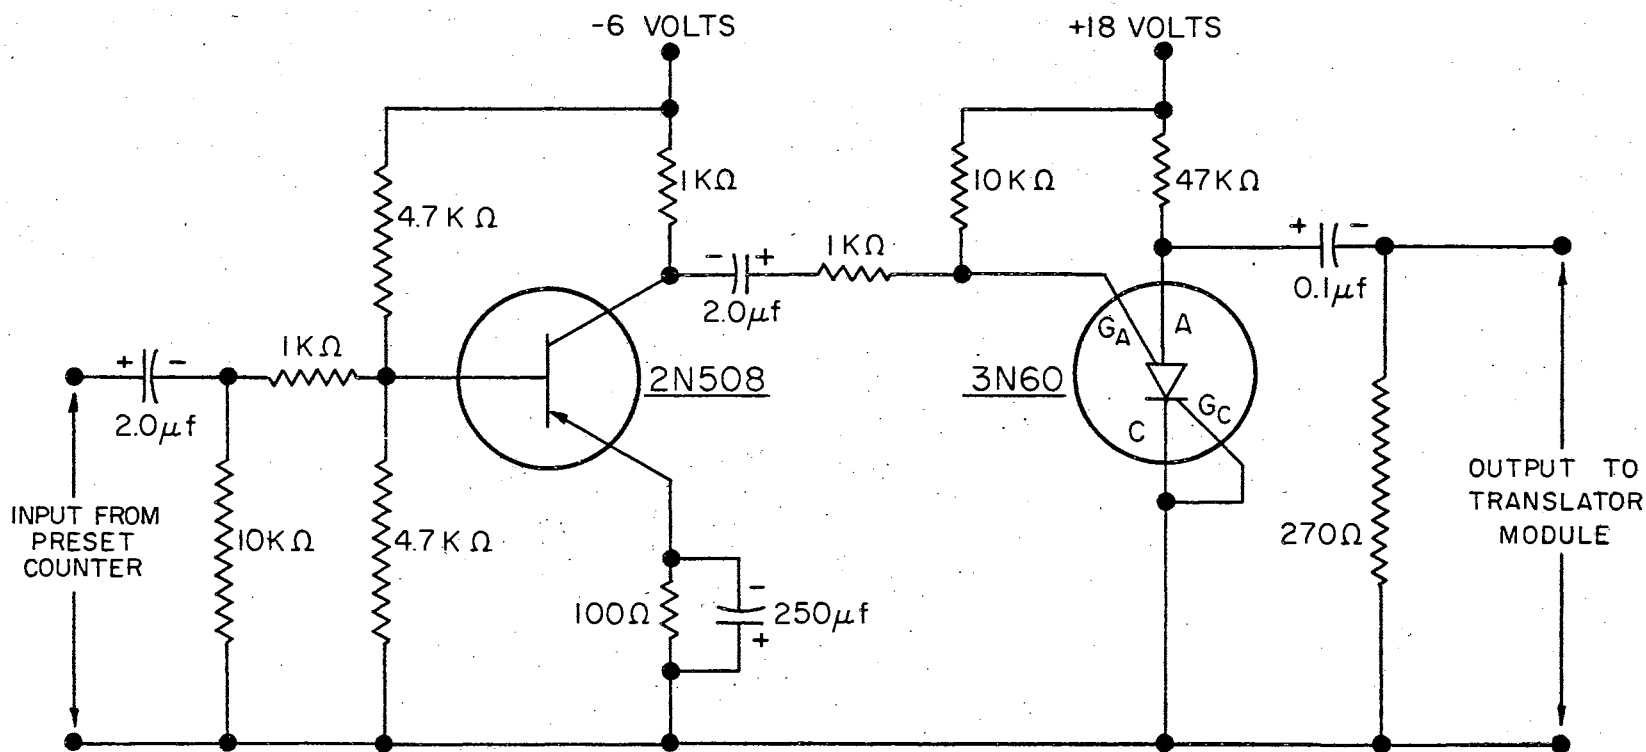 -6 VOLTS
+18 VOLTS
1KΩ
10KΩ
47KΩ
4.7KΩ
1KΩ
+ -
0.1μf
- +
2.0μf
GA
A
1KΩ
+ -
2.0μf
2N508
3N60
C
GC
INPUT FROM
PRESET
COUNTER
10KΩ
4.7KΩ
100Ω
-
250μf
+
270Ω
OUTPUT TO
TRANSLATOR
MODULE